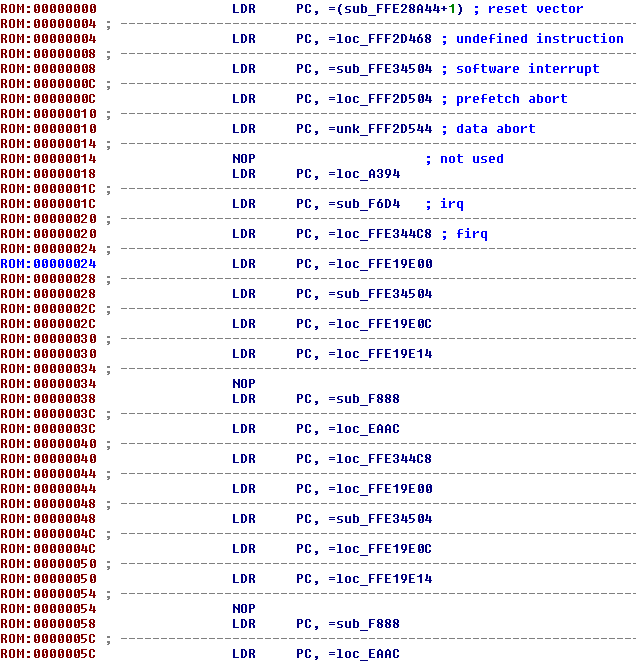 ROM:00000000 LDR PC, =(sub_FFE28A44+1) ; reset vector
ROM:00000004 ; ---------------------------------------------------------------
ROM:00000004 LDR PC, =loc_FFF2D468 ; undefined instruction
ROM:00000008 ; ---------------------------------------------------------------
ROM:00000008 LDR PC, =sub_FFE34504 ; software interrupt
ROM:0000000C ; ---------------------------------------------------------------
ROM:0000000C LDR PC, =loc_FFF2D504 ; prefetch abort
ROM:00000010 ; ---------------------------------------------------------------
ROM:00000010 LDR PC, =unk_FFF2D544 ; data abort
ROM:00000014 ; ---------------------------------------------------------------
ROM:00000014 NOP ; not used
ROM:00000018 LDR PC, =loc_A394
ROM:0000001C ; ---------------------------------------------------------------
ROM:0000001C LDR PC, =sub_F6D4 ; irq
ROM:00000020 ; ---------------------------------------------------------------
ROM:00000020 LDR PC, =loc_FFE344C8 ; firq
ROM:00000024 ; ---------------------------------------------------------------
ROM:00000024 LDR PC, =loc_FFE19E00
ROM:00000028 ; ---------------------------------------------------------------
ROM:00000028 LDR PC, =sub_FFE34504
ROM:0000002C ; ---------------------------------------------------------------
ROM:0000002C LDR PC, =loc_FFE19E0C
ROM:00000030 ; ---------------------------------------------------------------
ROM:00000030 LDR PC, =loc_FFE19E14
ROM:00000034 ; ---------------------------------------------------------------
ROM:00000034 NOP
ROM:00000038 LDR PC, =sub_F888
ROM:0000003C ; ---------------------------------------------------------------
ROM:0000003C LDR PC, =loc_EAAC
ROM:00000040 ; ---------------------------------------------------------------
ROM:00000040 LDR PC, =loc_FFE344C8
ROM:00000044 ; ---------------------------------------------------------------
ROM:00000044 LDR PC, =loc_FFE19E00
ROM:00000048 ; ---------------------------------------------------------------
ROM:00000048 LDR PC, =sub_FFE34504
ROM:0000004C ; ---------------------------------------------------------------
ROM:0000004C LDR PC, =loc_FFE19E0C
ROM:00000050 ; ---------------------------------------------------------------
ROM:00000050 LDR PC, =loc_FFE19E14
ROM:00000054 ; ---------------------------------------------------------------
ROM:00000054 NOP
ROM:00000058 LDR PC, =sub_F888
ROM:0000005C ; ---------------------------------------------------------------
ROM:0000005C LDR PC, =loc_EAAC